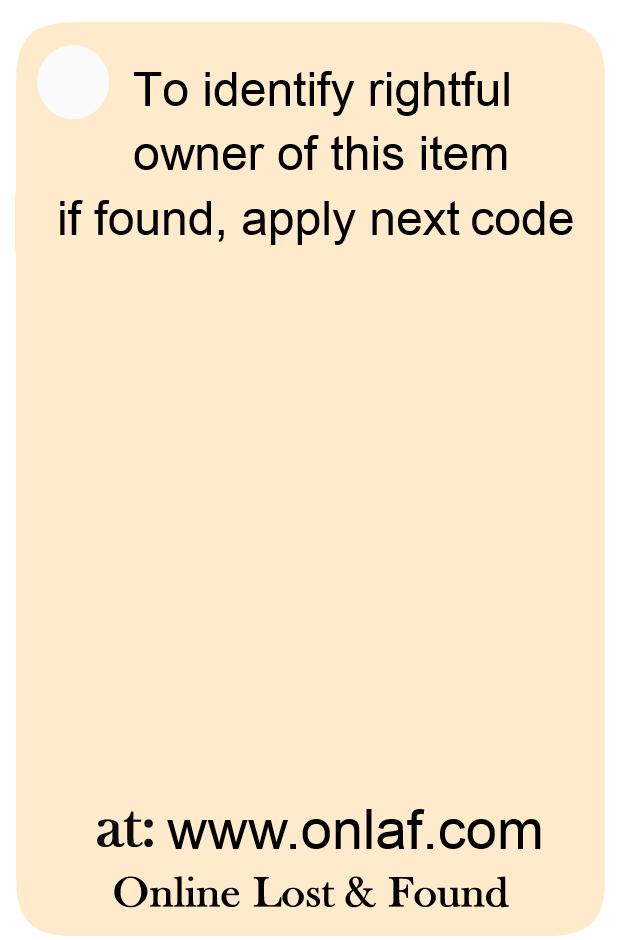 To identify rightful
owner of this item
if found, apply next code
at: www.onlaf.com
Online Lost & Found